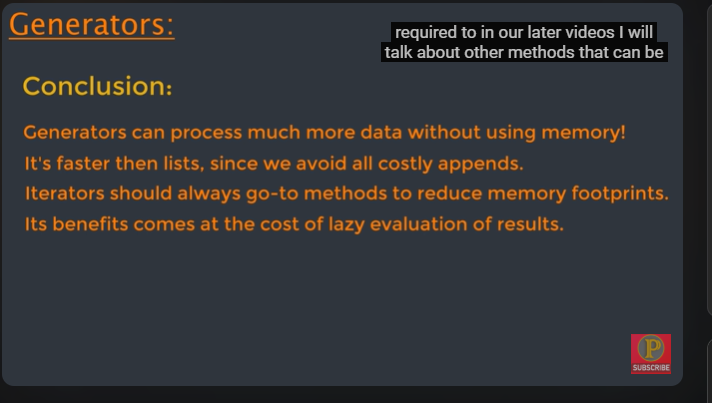 Generators:
required to in our later videos I will
talk about other methods that can be
Conclusion:
Generators can process much more data without using memory!
It's faster then lists, since we avoid all costly appends.
Iterators should always go-to methods to reduce memory footprints.
Its benefits comes at the cost of lazy evaluation of results.
P
SUBSCRIBE